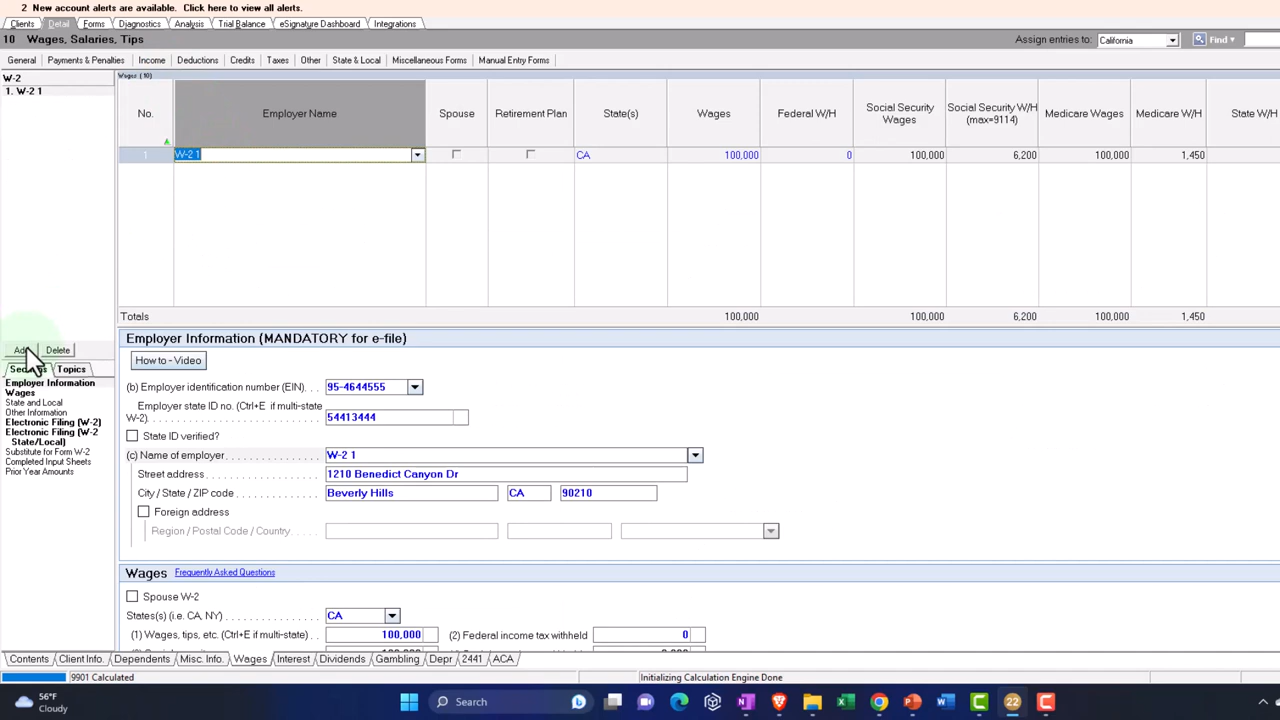 2 New account alerts are available. Click here to view all alerts.
Clients Detail Forms Diagnostics Analysis Trial Balance eSignature Dashboard Integrations
10 Wages, Salaries, Tips Assign entries to: California Find
General Payments & Penalties Income Deductions Credits Taxes Other State & Local Miscellaneous Forms Manual Entry Forms
W-2
1. W-2 1
Wages (10)
No. Employer Name Spouse Retirement Plan State(s) Wages Federal W/H Social Security Wages Social Security W/H (max=9114) Medicare Wages Medicare W/H State W/H
1 W-2 1 CA 100,000 0 100,000 6,200 100,000 1,450
Totals 100,000 100,000 6,200 100,000 1,450
Delete
Topics
Employer Information
Wages
State and Local
Other Information
Electronic Filing (W-2)
Electronic Filing (W-2
State/Local)
Substitute for Form W-2
Completed Input Sheets
Prior Year Amounts
Employer Information (MANDATORY for e-file)
How to - Video
(b) Employer identification number (EIN). . . 95-4644555
Employer state ID no. (Ctrl+E if multi-state
W-2) 54413444
State ID verified?
(c) Name of employer W-2 1
Street address 1210 Benedict Canyon Dr
City / State / ZIP code Beverly Hills CA 90210
Foreign address
Region / Postal Code / Country
Wages Frequently Asked Questions
Spouse W-2
States(s) (i.e. CA, NY) CA
(1) Wages, tips, etc. (Ctrl+E if multi-state) . . 100,000 (2) Federal income tax withheld 0
Contents Client Info. Dependents Misc. Info. Wages Interest Dividends Gambling Depr 2441 ACA
9901 Calculated Initializing Calculation Engine Done
56°F
Cloudy
Search
22